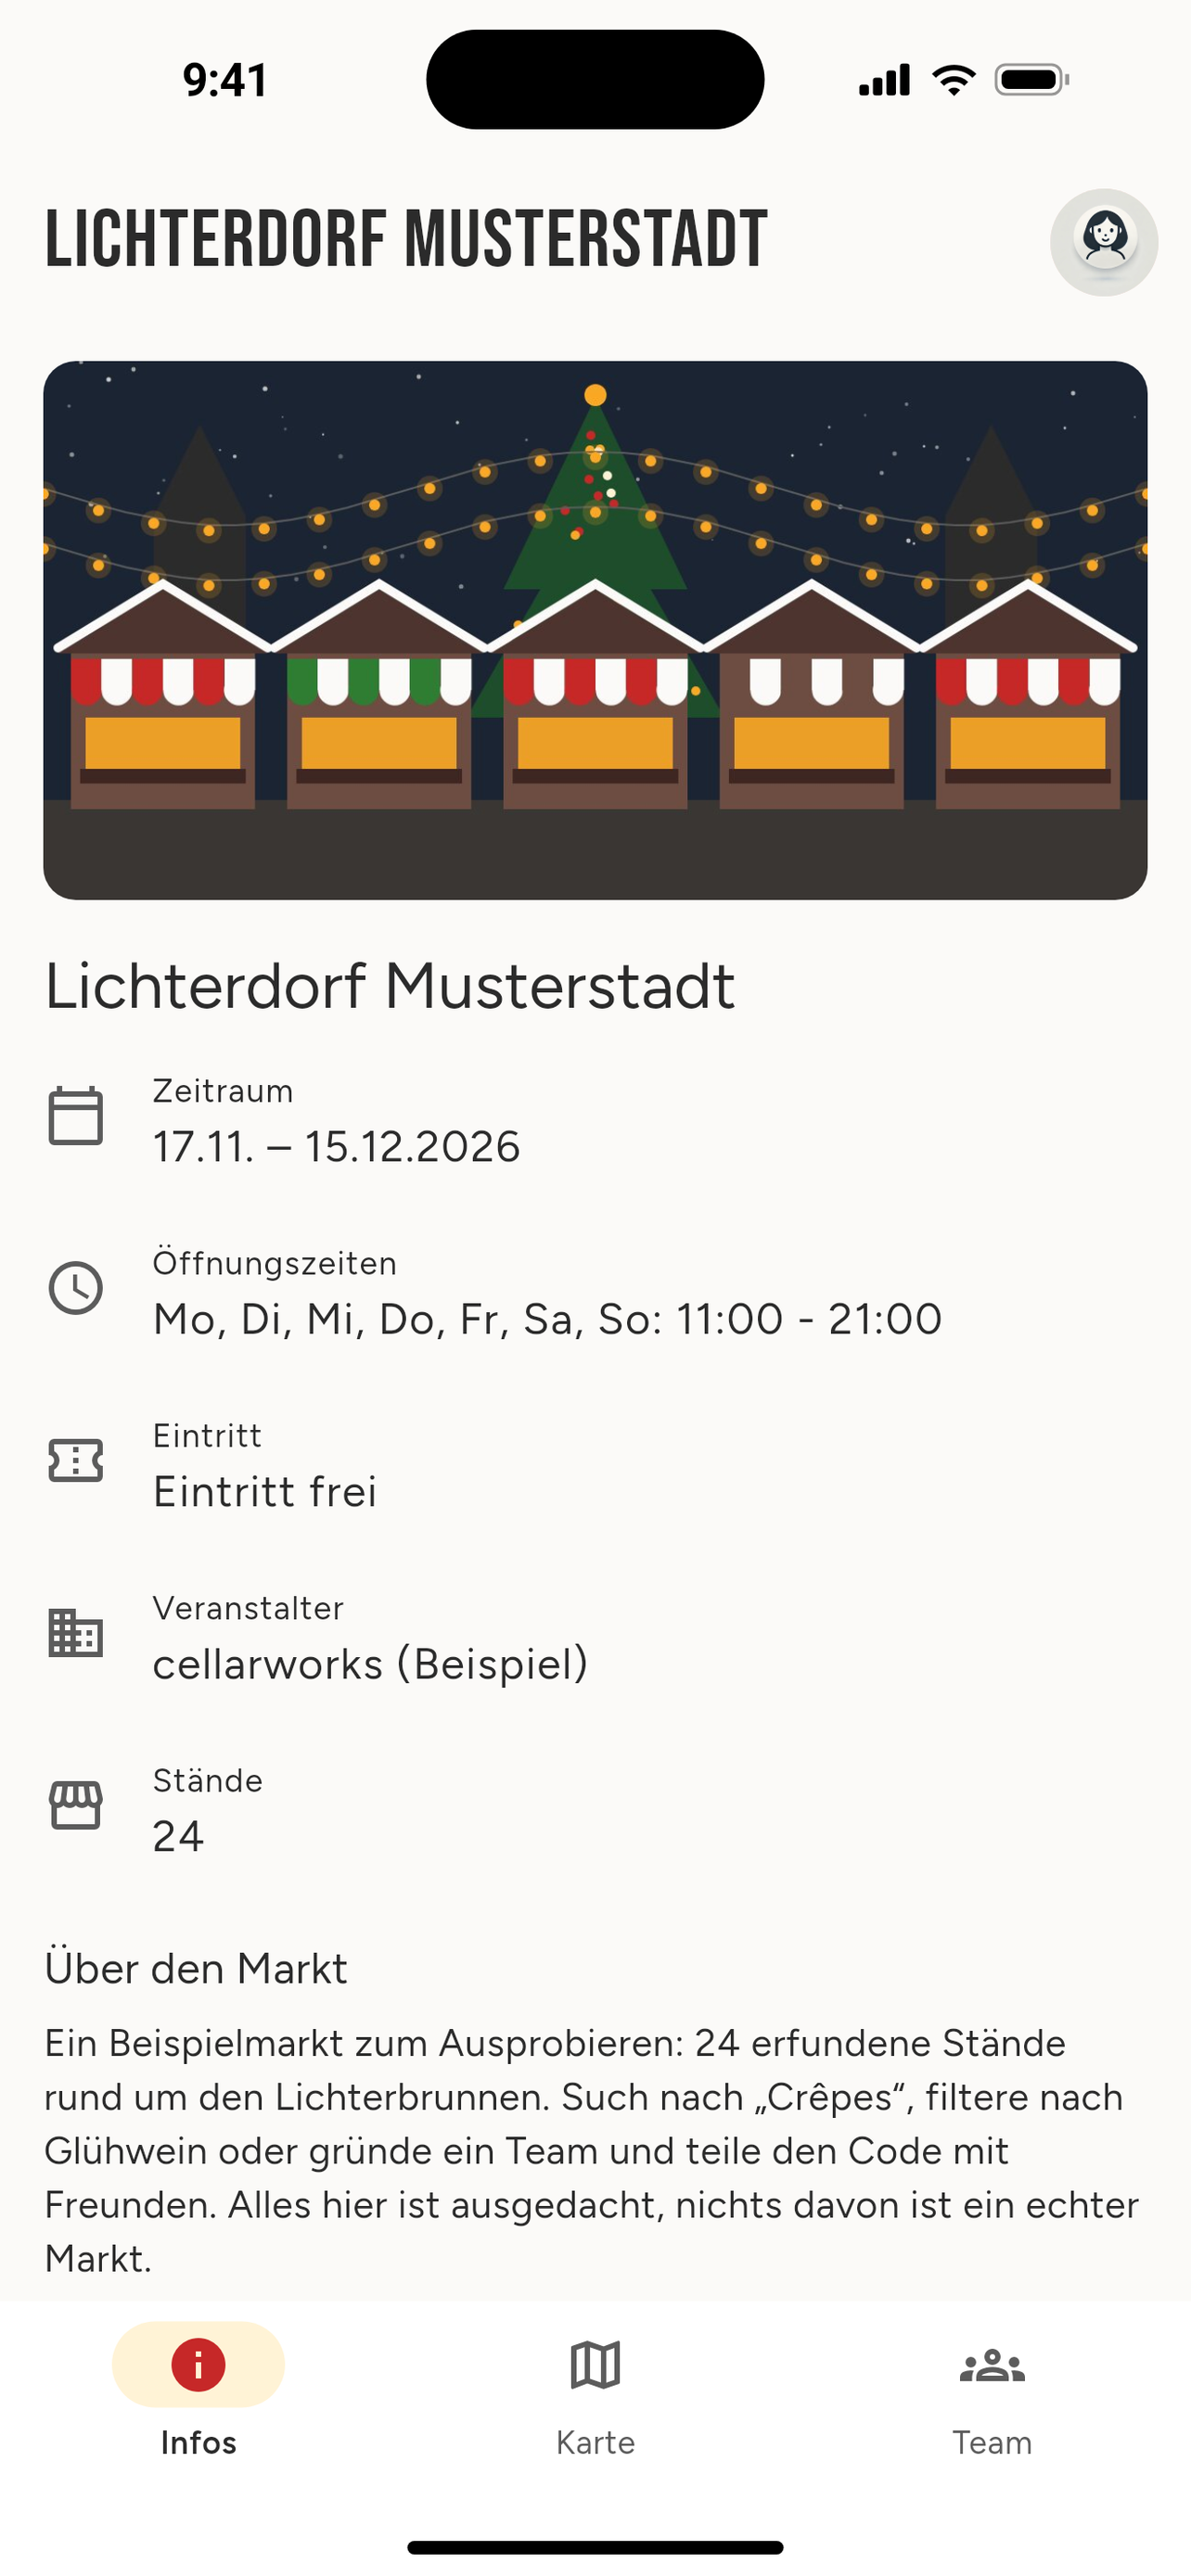 9:41
LICHTERDORF MUSTERSTADT
Lichterdorf Musterstadt
Zeitraum
17.11. – 15.12.2026
Öffnungszeiten
Mo, Di, Mi, Do, Fr, Sa, So: 11:00 - 21:00
Eintritt
Eintritt frei
Veranstalter
cellarworks (Beispiel)
Stände
24
Über den Markt
Ein Beispielmarkt zum Ausprobieren: 24 erfundene Stände
rund um den Lichterbrunnen. Such nach „Crêpes“, filtere nach
Glühwein oder gründe ein Team und teile den Code mit
Freunden. Alles hier ist ausgedacht, nichts davon ist ein echter
Markt.
Infos
Karte
Team